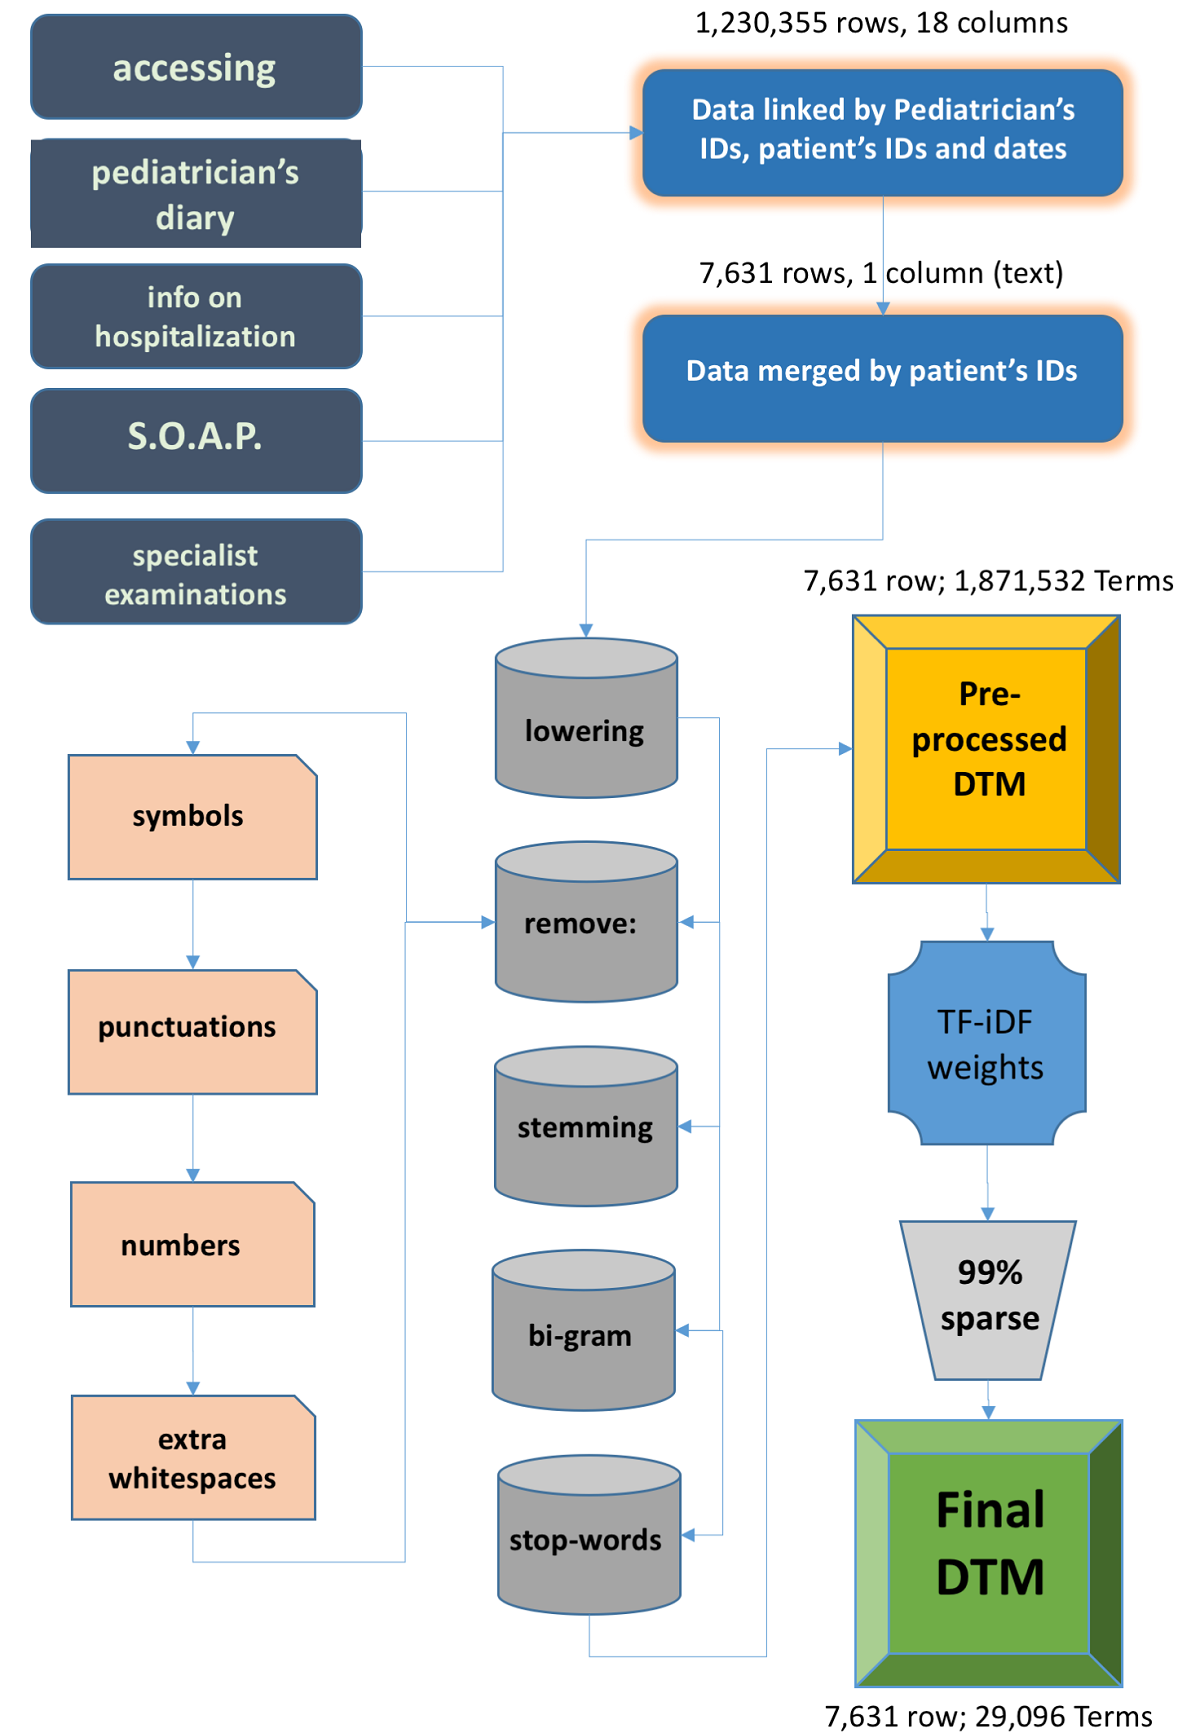 accessing
pediatrician's
diary
info on
hospitalization
S.O.A.P.
specialist
examinations
1,230,355 rows, 18 columns
Data linked by Pediatrician's
IDs, patient's IDs and dates
7,631 rows, 1 column (text)
Data merged by patient's IDs
lowering
remove:
symbols
punctuations
numbers
extra
whitespaces
stemming
bi-gram
stop-words
7,631 row; 1,871,532 Terms
Pre-
processed
DTM
TF-iDF
weights
99%
sparse
Final
DTM
7,631 row; 29,096 Terms